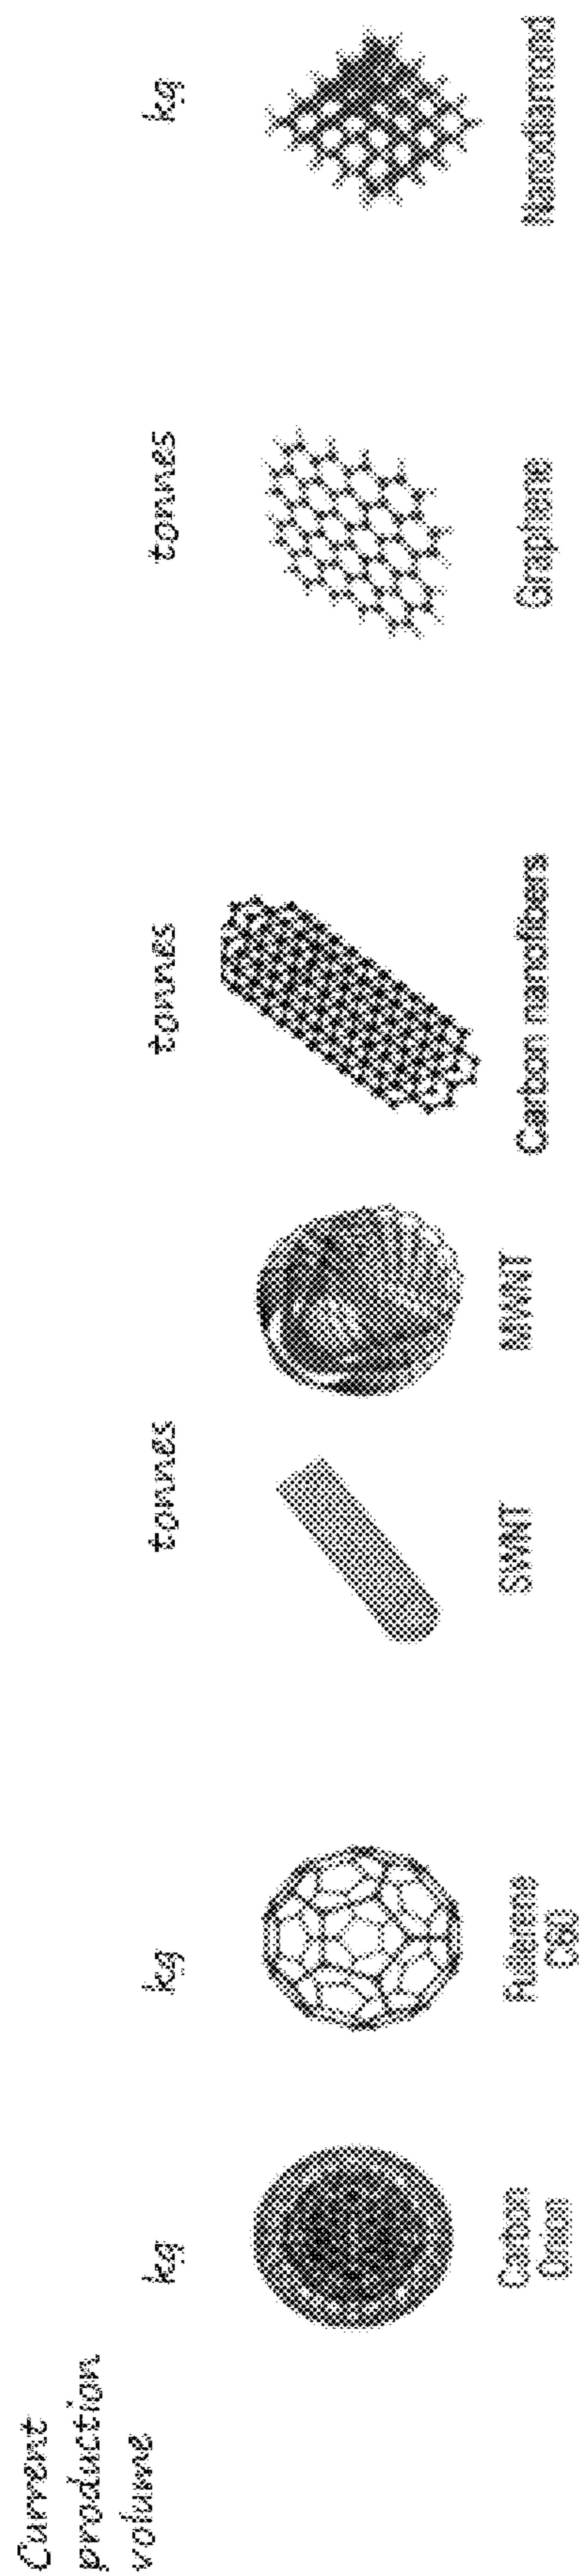 Current
production
volume
kg
kg
tonnes
tonnes
tonnes
kg
Carbon
Onion
Fullerene
C60
SWNT
MWNT
Carbon nanofibers
Graphene
Nanodiamond